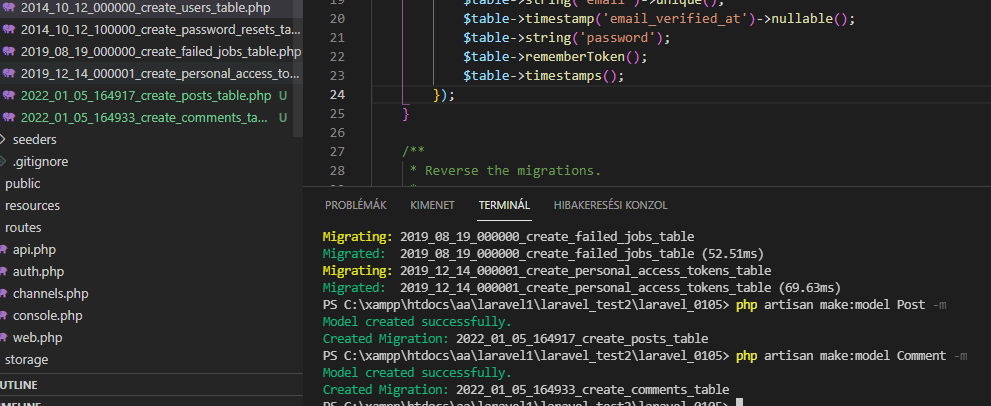 2014_10_12_000000_create_users_table.php
2014_10_12_100000_create_password_resets_ta...
2019_08_19_000000_create_failed_jobs_table.php
2019_12_14_000001_create_personal_access_to...
2022_01_05_164917_create_posts_table.php U
2022_01_05_164933_create_comments_ta... U
seeders
.gitignore
public
resources
routes
api.php
auth.php
channels.php
console.php
web.php
storage
UTLINE
19 $table->string('email')->unique();
20 $table->timestamp('email_verified_at')->nullable();
21 $table->string('password');
22 $table->rememberToken();
23 $table->timestamps();
24 });
25 }
26
27 /**
28 * Reverse the migrations.
PROBLÉMÁK KIMENET TERMINÁL HIBAKERESÉSI KONZOL
Migrating: 2019_08_19_000000_create_failed_jobs_table
Migrated: 2019_08_19_000000_create_failed_jobs_table (52.51ms)
Migrating: 2019_12_14_000001_create_personal_access_tokens_table
Migrated: 2019_12_14_000001_create_personal_access_tokens_table (69.63ms)
PS C:\xampp\htdocs\aa\laravel1\laravel_test2\laravel_0105> php artisan make:model Post -m
Model created successfully.
Created Migration: 2022_01_05_164917_create_posts_table
PS C:\xampp\htdocs\aa\laravel1\laravel_test2\laravel_0105> php artisan make:model Comment -m
Model created successfully.
Created Migration: 2022_01_05_164933_create_comments_table
PS C:\xampp\htdocs\aa\laravel1\laravel_test2\laravel_0105>